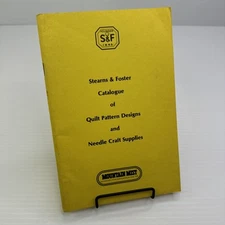 S&F
Stearns & Foster
Catalogue
of
Quilt Pattern Designs
and
Needle Craft Supplies
MOUNTAIN MIST